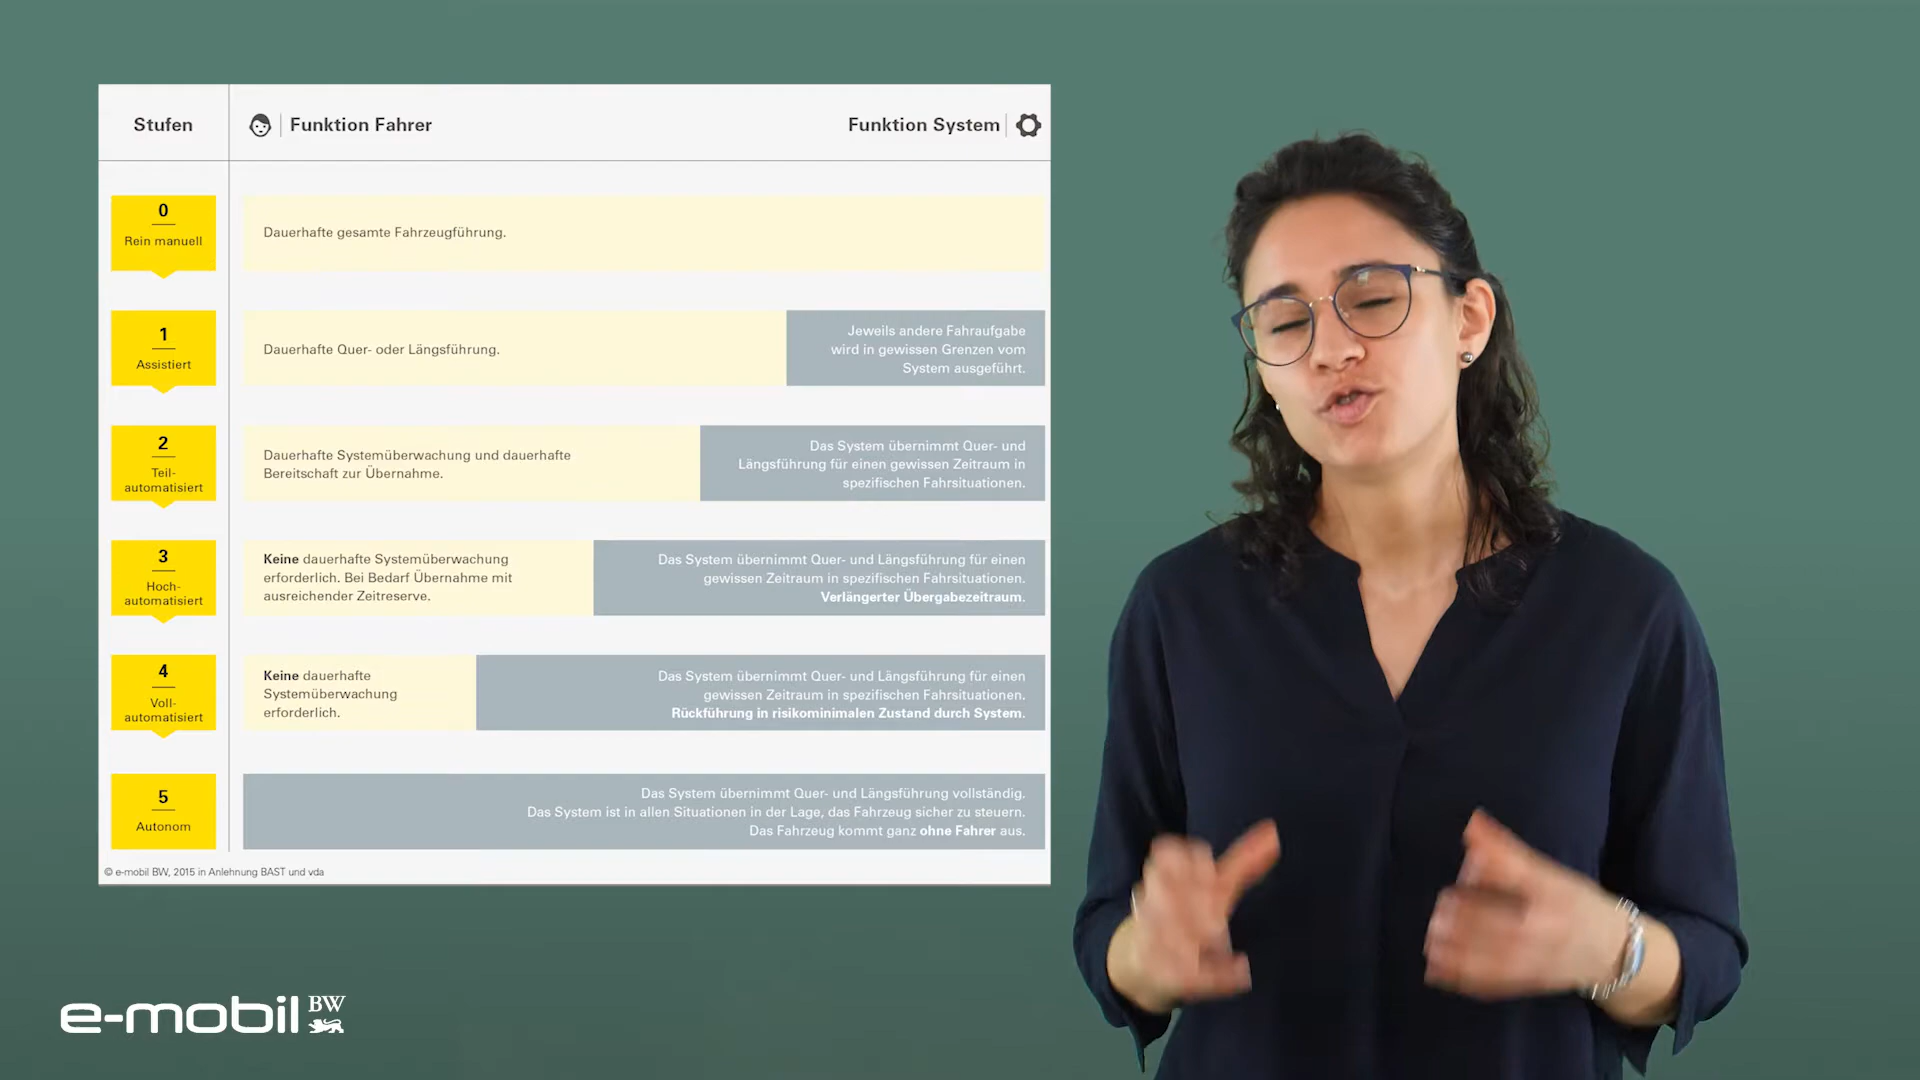 Stufen
Funktion Fahrer
Funktion System
0
Rein manuell
Dauerhafte gesamte Fahrzeugführung.
1
Assistiert
Dauerhafte Quer- oder Längsführung.
Jeweils andere Fahraufgabe
wird in gewissen Grenzen vom
System ausgeführt.
2
Teil-
automatisiert
Dauerhafte Systemüberwachung und dauerhafte
Bereitschaft zur Übernahme.
Das System übernimmt Quer- und
Längsführung für einen gewissen Zeitraum in
spezifischen Fahrsituationen.
3
Hoch-
automatisiert
Keine dauerhafte Systemüberwachung
erforderlich. Bei Bedarf Übernahme mit
ausreichender Zeitreserve.
Das System übernimmt Quer- und Längsführung für einen
gewissen Zeitraum in spezifischen Fahrsituationen.
Verlängerter Übergabezeitraum.
4
Voll-
automatisiert
Keine dauerhafte
Systemüberwachung
erforderlich.
Das System übernimmt Quer- und Längsführung für einen
gewissen Zeitraum in spezifischen Fahrsituationen.
Rückführung in risikominimalen Zustand durch System.
5
Autonom
Das System übernimmt Quer- und Längsführung vollständig.
Das System ist in allen Situationen in der Lage, das Fahrzeug sicher zu steuern.
Das Fahrzeug kommt ganz ohne Fahrer aus.
© e-mobil BW, 2015 in Anlehnung BAST und vda
e-mobil BW